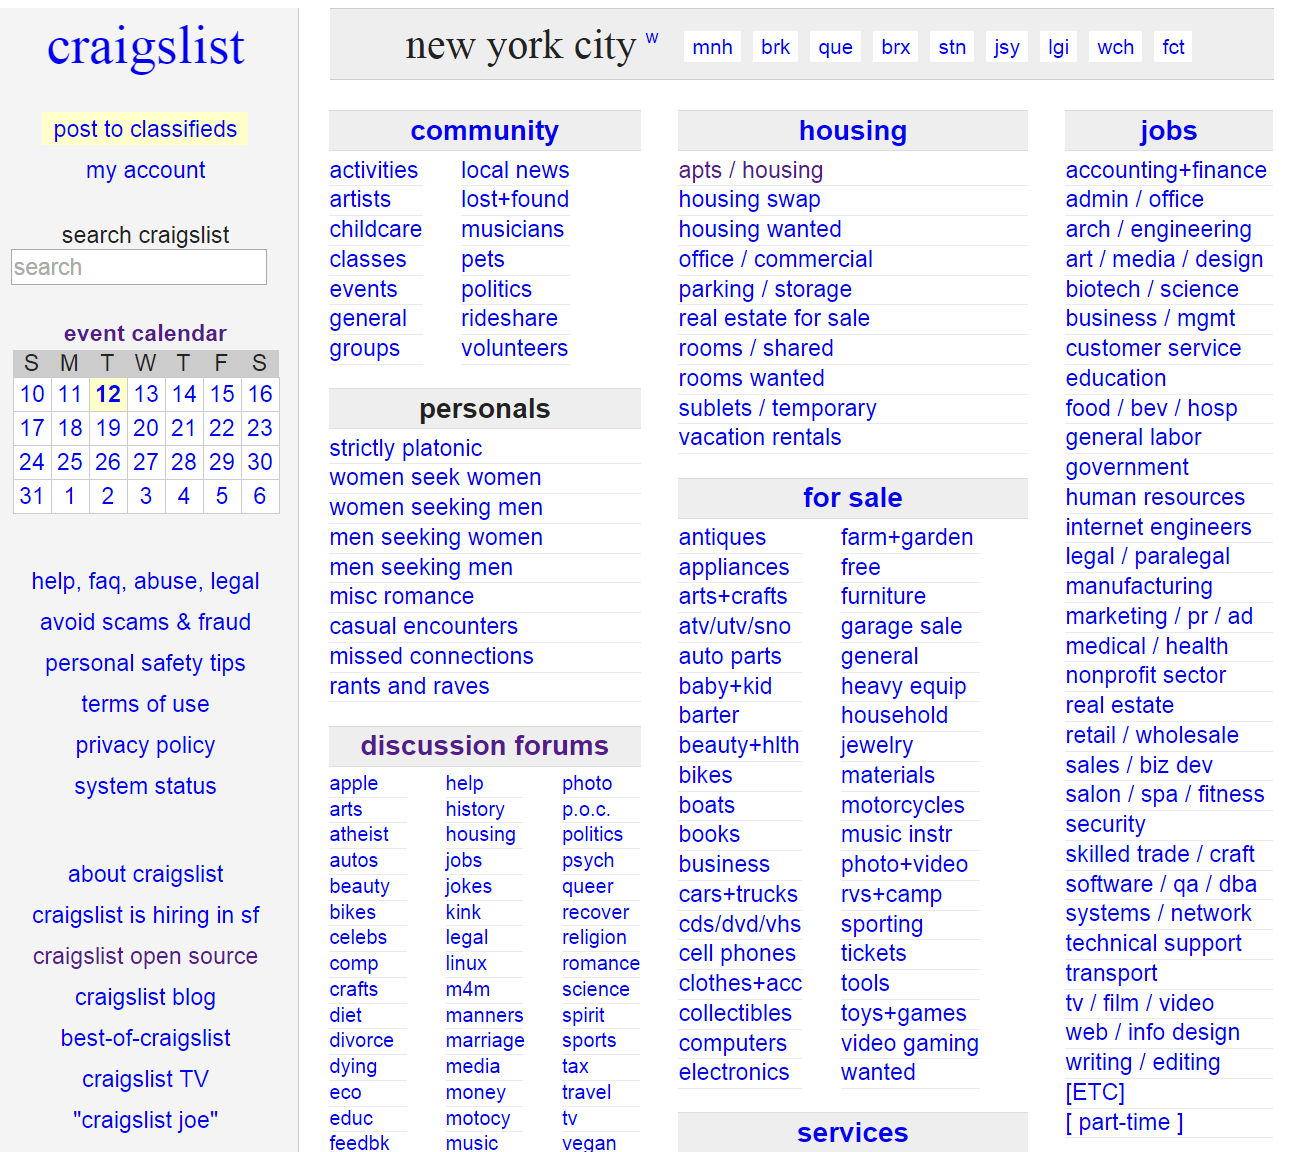 craigslist
post to classifieds
my account
search craigslist
search
event calendar
S M T W T F S
10 11 12 13 14 15 16
17 18 19 20 21 22 23
24 25 26 27 28 29 30
31 1 2 3 4 5 6
help, faq, abuse, legal
avoid scams & fraud
personal safety tips
terms of use
privacy policy
system status
about craigslist
craigslist is hiring in sf
craigslist open source
craigslist blog
best-of-craigslist
craigslist TV
"craigslist joe"
new york city w mnh brk que brx stn jsy lgi wch fct
community
activities
artists
childcare
classes
events
general
groups
local news
lost+found
musicians
pets
politics
rideshare
volunteers
personals
strictly platonic
women seek women
women seeking men
men seeking women
men seeking men
misc romance
casual encounters
missed connections
rants and raves
discussion forums
apple
arts
atheist
autos
beauty
bikes
celebs
comp
crafts
diet
divorce
dying
eco
educ
feedbk
help
history
housing
jobs
jokes
kink
legal
linux
m4m
manners
marriage
media
money
motocy
music
photo
p.o.c.
politics
psych
queer
recover
religion
romance
science
spirit
sports
tax
travel
tv
vegan
housing
apts / housing
housing swap
housing wanted
office / commercial
parking / storage
real estate for sale
rooms / shared
rooms wanted
sublets / temporary
vacation rentals
for sale
antiques
appliances
arts+crafts
atv/utv/sno
auto parts
baby+kid
barter
beauty+hlth
bikes
boats
books
business
cars+trucks
cds/dvd/vhs
cell phones
clothes+acc
collectibles
computers
electronics
farm+garden
free
furniture
garage sale
general
heavy equip
household
jewelry
materials
motorcycles
music instr
photo+video
rvs+camp
sporting
tickets
tools
toys+games
video gaming
wanted
services
jobs
accounting+finance
admin / office
arch / engineering
art / media / design
biotech / science
business / mgmt
customer service
education
food / bev / hosp
general labor
government
human resources
internet engineers
legal / paralegal
manufacturing
marketing / pr / ad
medical / health
nonprofit sector
real estate
retail / wholesale
sales / biz dev
salon / spa / fitness
security
skilled trade / craft
software / qa / dba
systems / network
technical support
transport
tv / film / video
web / info design
writing / editing
[ETC]
[ part-time ]